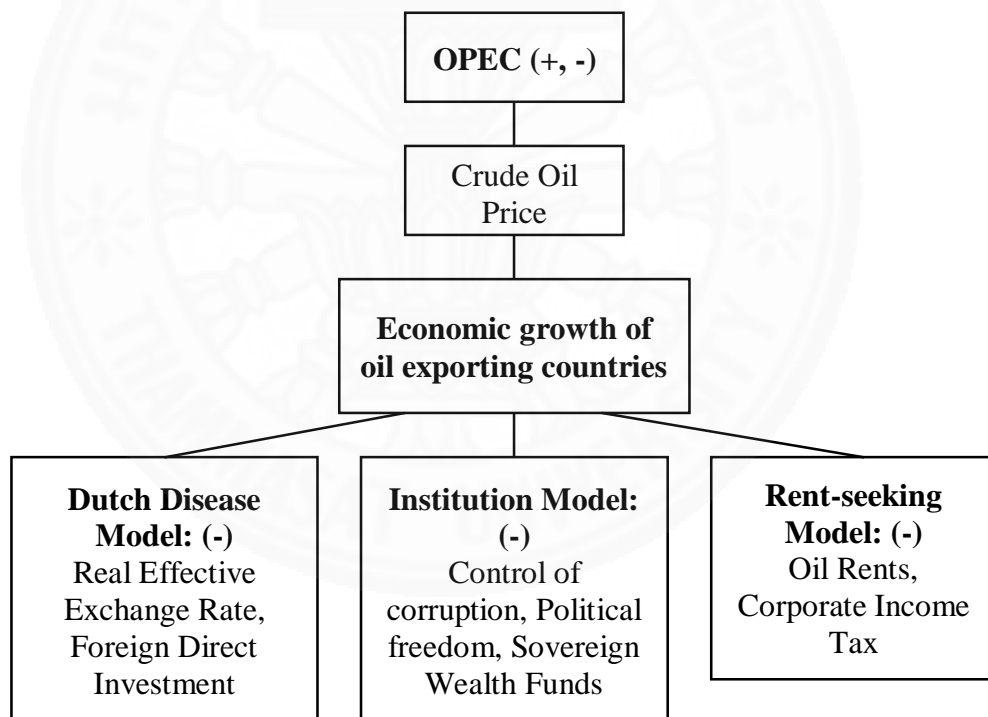 OPEC (+, -)
Crude Oil
Price
Economic growth of
oil exporting countries
Dutch Disease
Model: (-)
Real Effective
Exchange Rate,
Foreign Direct
Investment
Institution Model:
(-)
Control of
corruption, Political
freedom, Sovereign
Wealth Funds
Rent-seeking
Model: (-)
Oil Rents,
Corporate Income
Tax